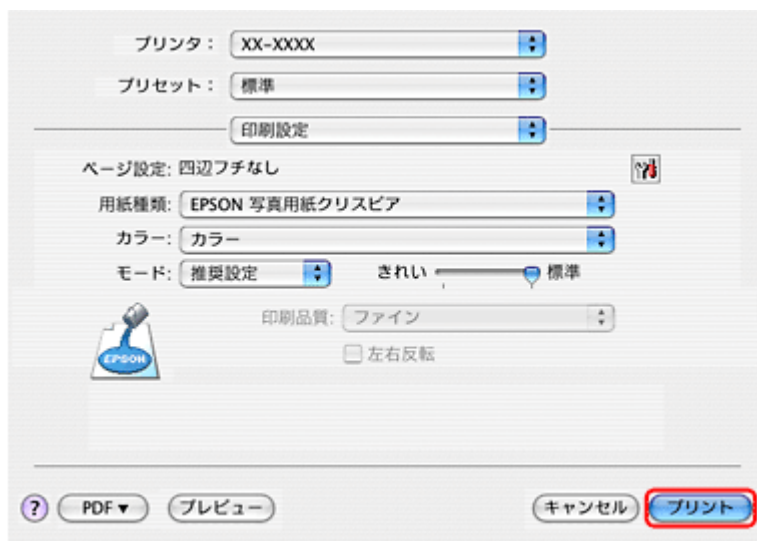 プリンタ： XX-XXXX
プリセット： 標準
印刷設定
ページ設定: 四辺フチなし
用紙種類: EPSON 写真用紙クリスピア
カラー: カラー
モード: 推奨設定 きれい 標準
印刷品質: ファイン
EPSON
左右反転
? PDF▼ プレビュー キャンセル プリント